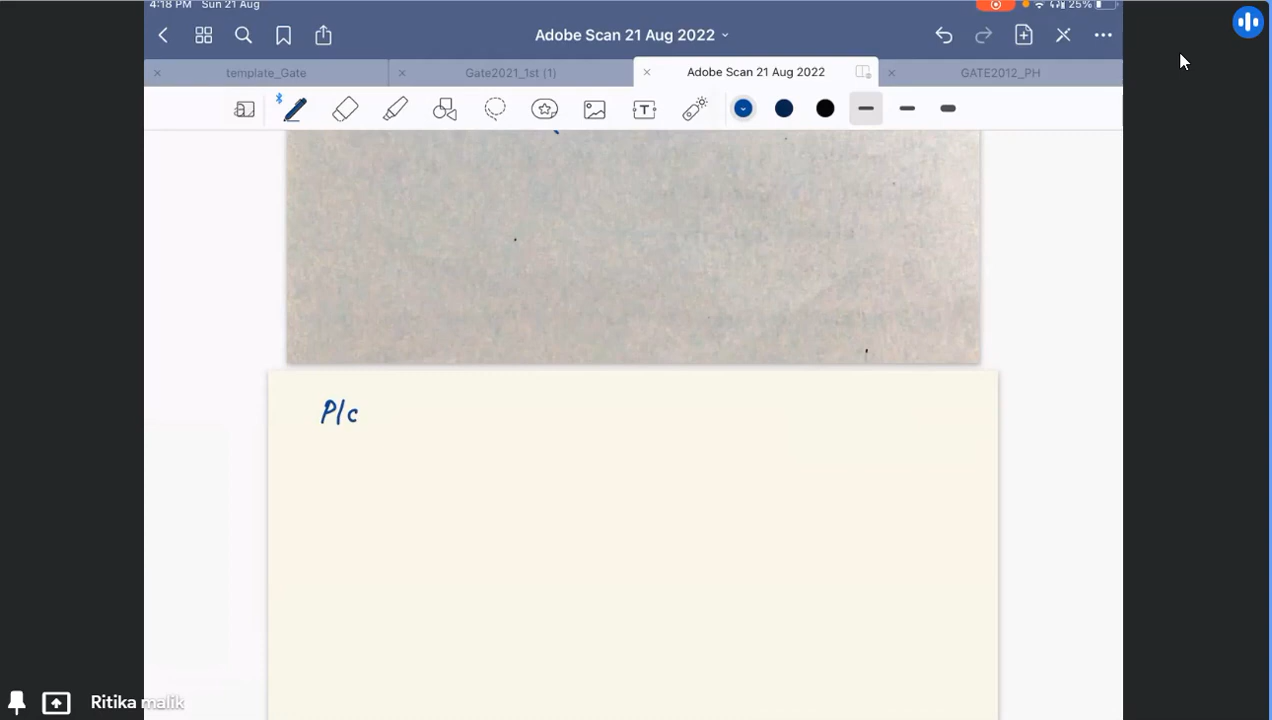 4:18 PM Sun 21 Aug 25%
Adobe Scan 21 Aug 2022
template_Gate Gate2021_1st (1) Adobe Scan 21 Aug 2022 GATE2012_PH
T
P/c
Ritika malik